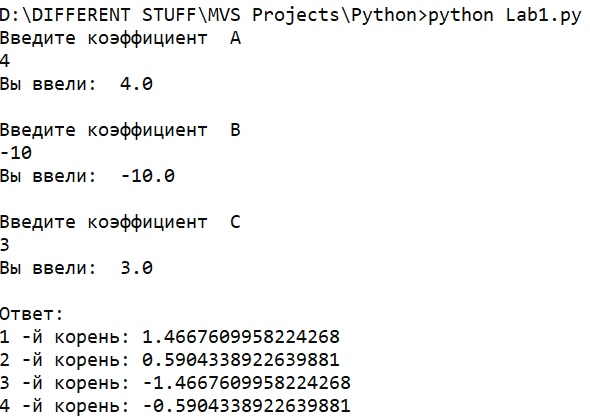 D:\DIFFERENT STUFF\MVS Projects\Python>python Lab1.py
Введите коэффициент  A
4
Вы ввели:  4.0
Введите коэффициент  B
-10
Вы ввели:  -10.0
Введите коэффициент  C
3
Вы ввели:  3.0
Ответ:
1 -й корень: 1.4667609958224268
2 -й корень: 0.5904338922639881
3 -й корень: -1.4667609958224268
4 -й корень: -0.5904338922639881